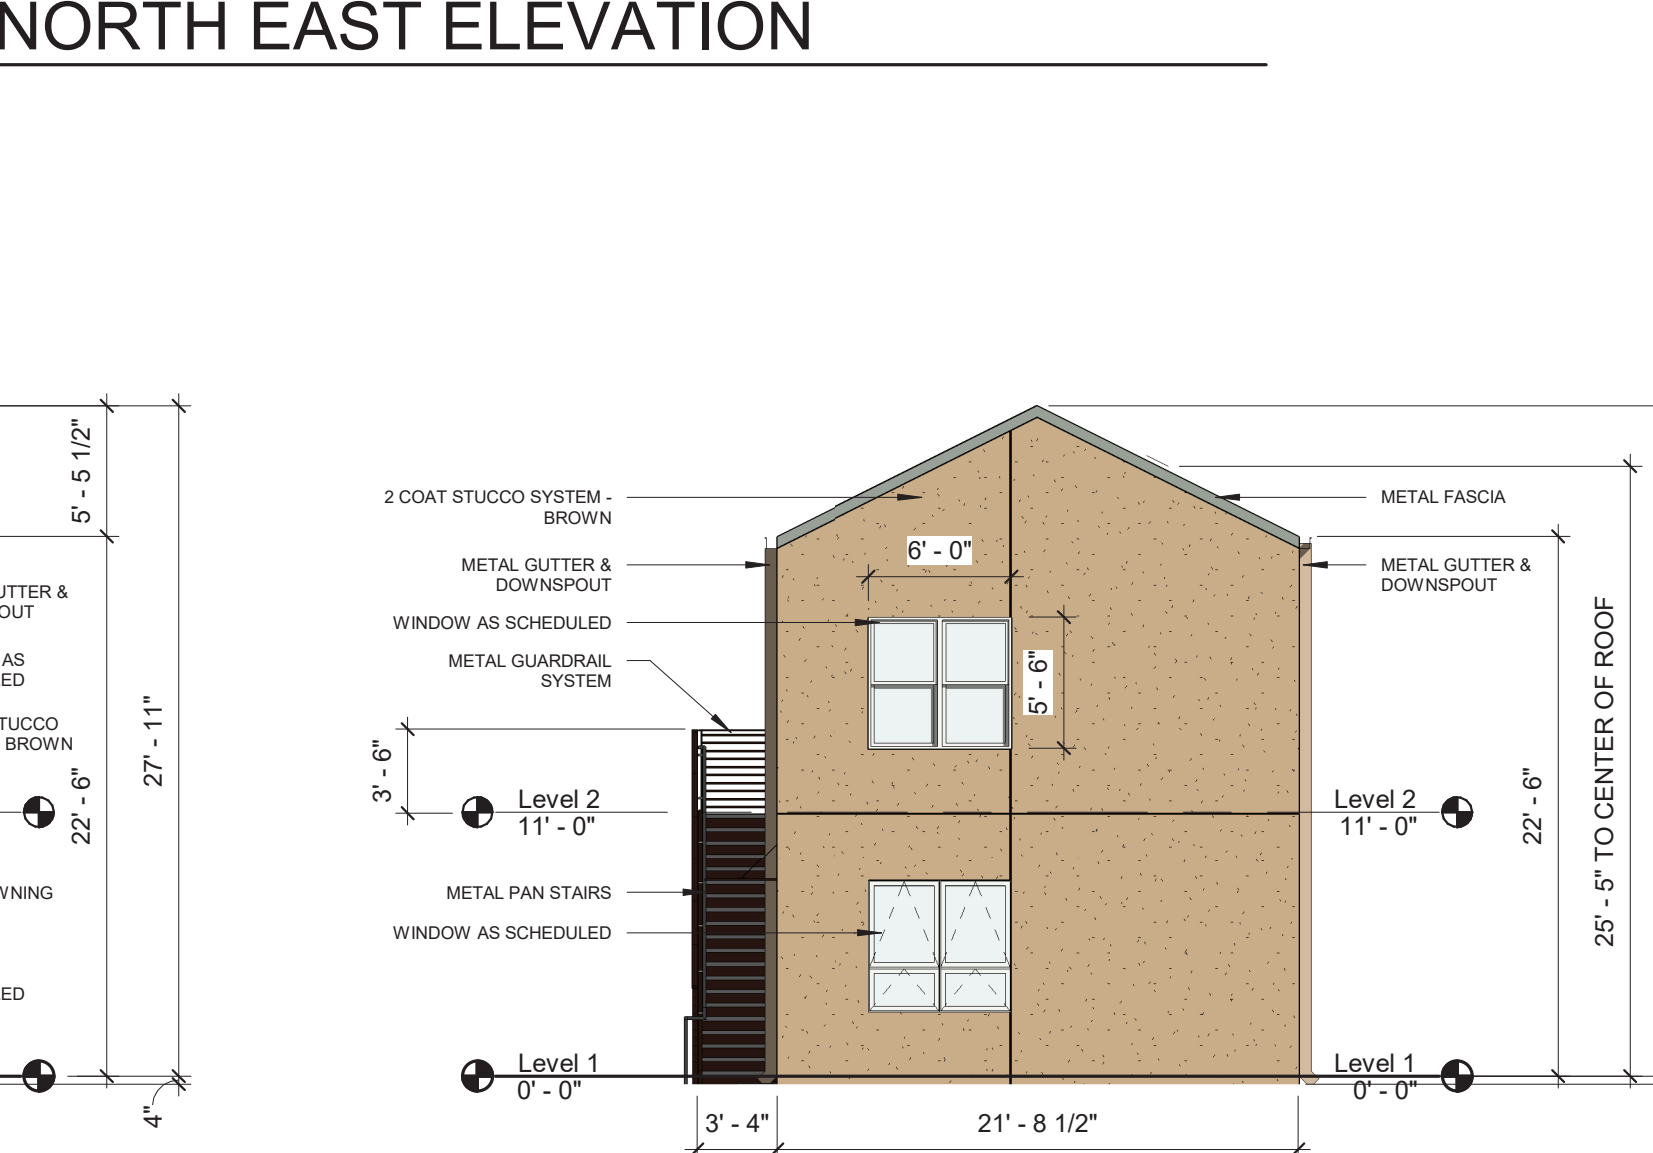 NORTH EAST ELEVATION
5' - 5 1/2"
22' - 6"
27' - 11"
4"
UTTER &
OUT
AS
ED
TUCCO
BROWN
WNING
ED
2 COAT STUCCO SYSTEM -
BROWN
METAL GUTTER &
DOWNSPOUT
WINDOW AS SCHEDULED
METAL GUARDRAIL
SYSTEM
3' - 6"
Level 2
11' - 0"
METAL PAN STAIRS
WINDOW AS SCHEDULED
Level 1
0' - 0"
6' - 0"
5' - 6"
3' - 4"
21' - 8 1/2"
METAL FASCIA
METAL GUTTER &
DOWNSPOUT
Level 2
11' - 0"
Level 1
0' - 0"
22' - 6"
25' - 5" TO CENTER OF ROOF